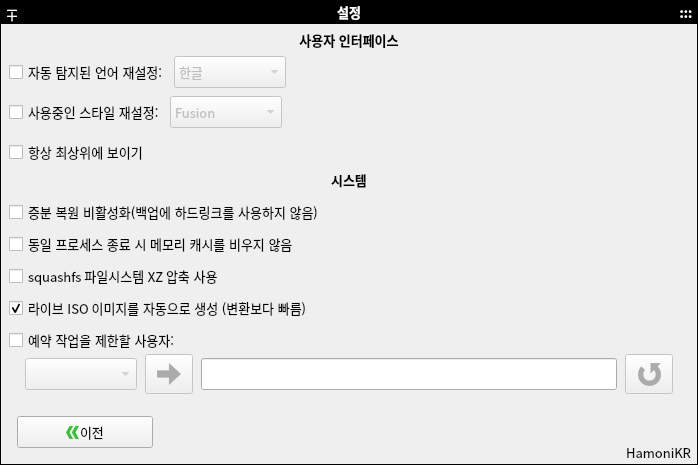 설정
사용자 인터페이스
자동 탐지된 언어 재설정: 한글
사용중인 스타일 재설정: Fusion
항상 최상위에 보이기
시스템
증분 복원 비활성화(백업에 하드링크를 사용하지 않음)
동일 프로세스 종료 시 메모리 캐시를 비우지 않음
squashfs 파일시스템 XZ 압축 사용
라이브 ISO 이미지를 자동으로 생성 (변환보다 빠름)
예약 작업을 제한할 사용자:
이전
HamoniKR